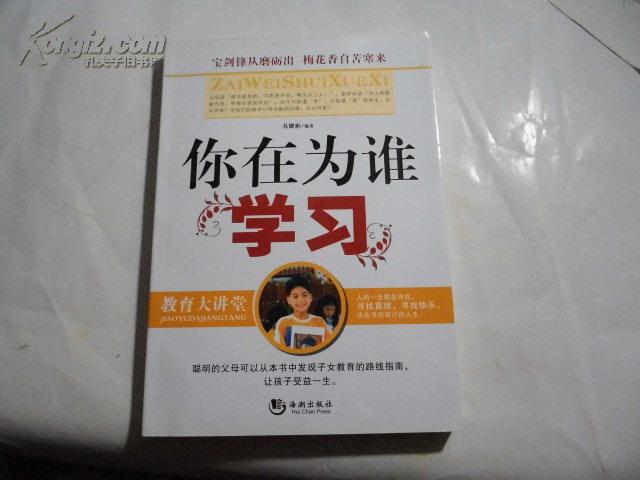 Kongfz.com
孔夫子旧书网
宝剑锋从磨砺出 梅花香自苦寒来
ZAIWEISHUIXUEXI
苏耀彬/编著
你在为谁
学习
教育大讲堂
JIAOYUDAJIANGTANG
人的一生都在寻找,
寻找真理,寻找快乐,
也在寻找自己的人生。
聪明的父母可以从本书中发现子女教育的路线指南,
让孩子受益一生。
海潮出版社
Hai Chao Press